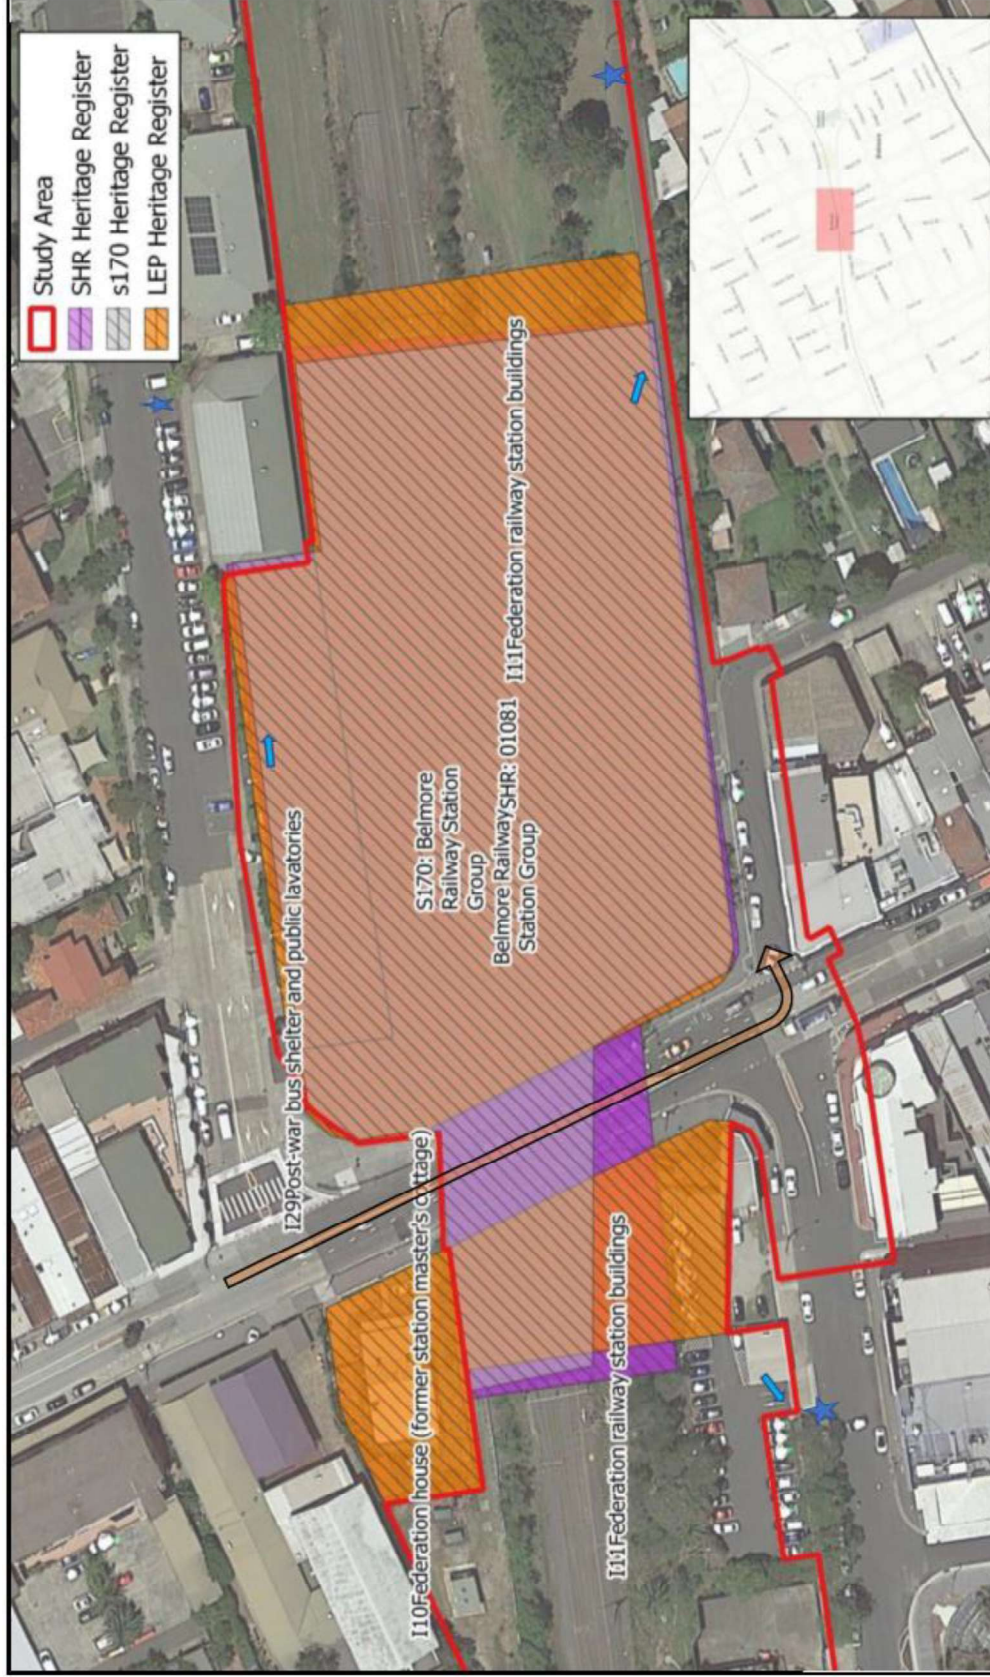 Study Area
SHR Heritage Register
s170 Heritage Register
LEP Heritage Register
I29Post-war bus shelter and public lavatories
I10Federation house (former station master's cottage)
S170: Belmore
Railway Station
Group
Belmore Railway
Station Group
SHR: 01081
I11Federation railway station buildings
I11Federation railway station buildings